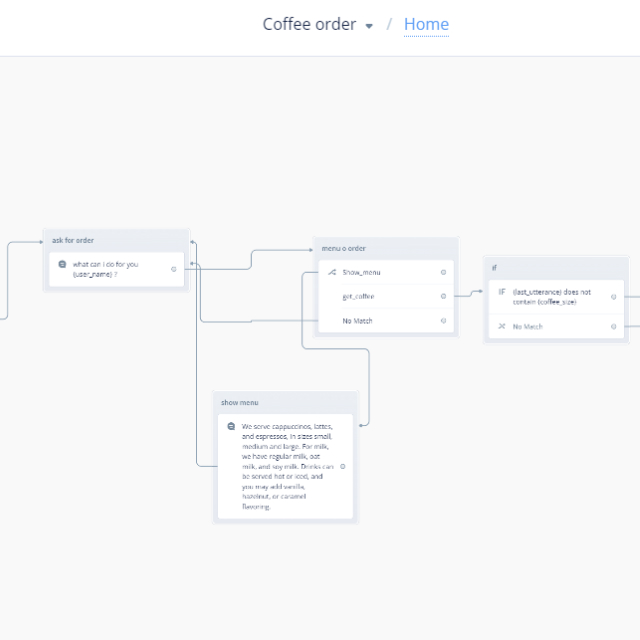 Coffee order / Home
ask for order
what can i do for you
{user_name} ?
menu o order
Show_menu
get_coffee
No Match
if
IF {last_utterance} does not
contain {coffee_size}
No Match
show menu
We serve cappuccinos, lattes,
and espresses, in sizes small,
medium and large. For milk,
we have regular milk, oat
milk, and soy milk. Drinks can
be served hot or iced, and
you may add vanilla,
hazelnut, or caramel
flavoring.